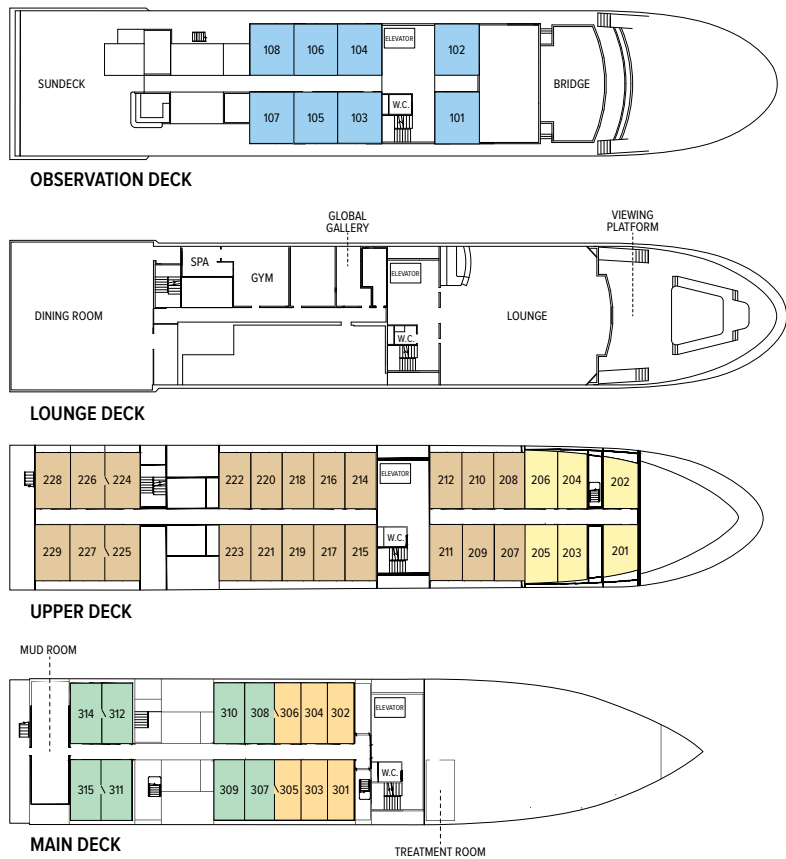 108 106 104 ELEVATOR 102
SUNDECK BRIDGE
W.C.
107 105 103 101
OBSERVATION DECK
GLOBAL
GALLERY
VIEWING
PLATFORM
SPA
GYM
ELEVATOR
DINING ROOM LOUNGE
W.C.
LOUNGE DECK
228 226 224 222 220 218 216 214 ELEVATOR 212 210 208 206 204 202
W.C.
229 227 225 223 221 219 217 215 211 209 207 205 203 201
UPPER DECK
MUD ROOM
314 312 310 308 306 304 302 ELEVATOR
W.C.
315 311 309 307 305 303 301
MAIN DECK
TREATMENT ROOM